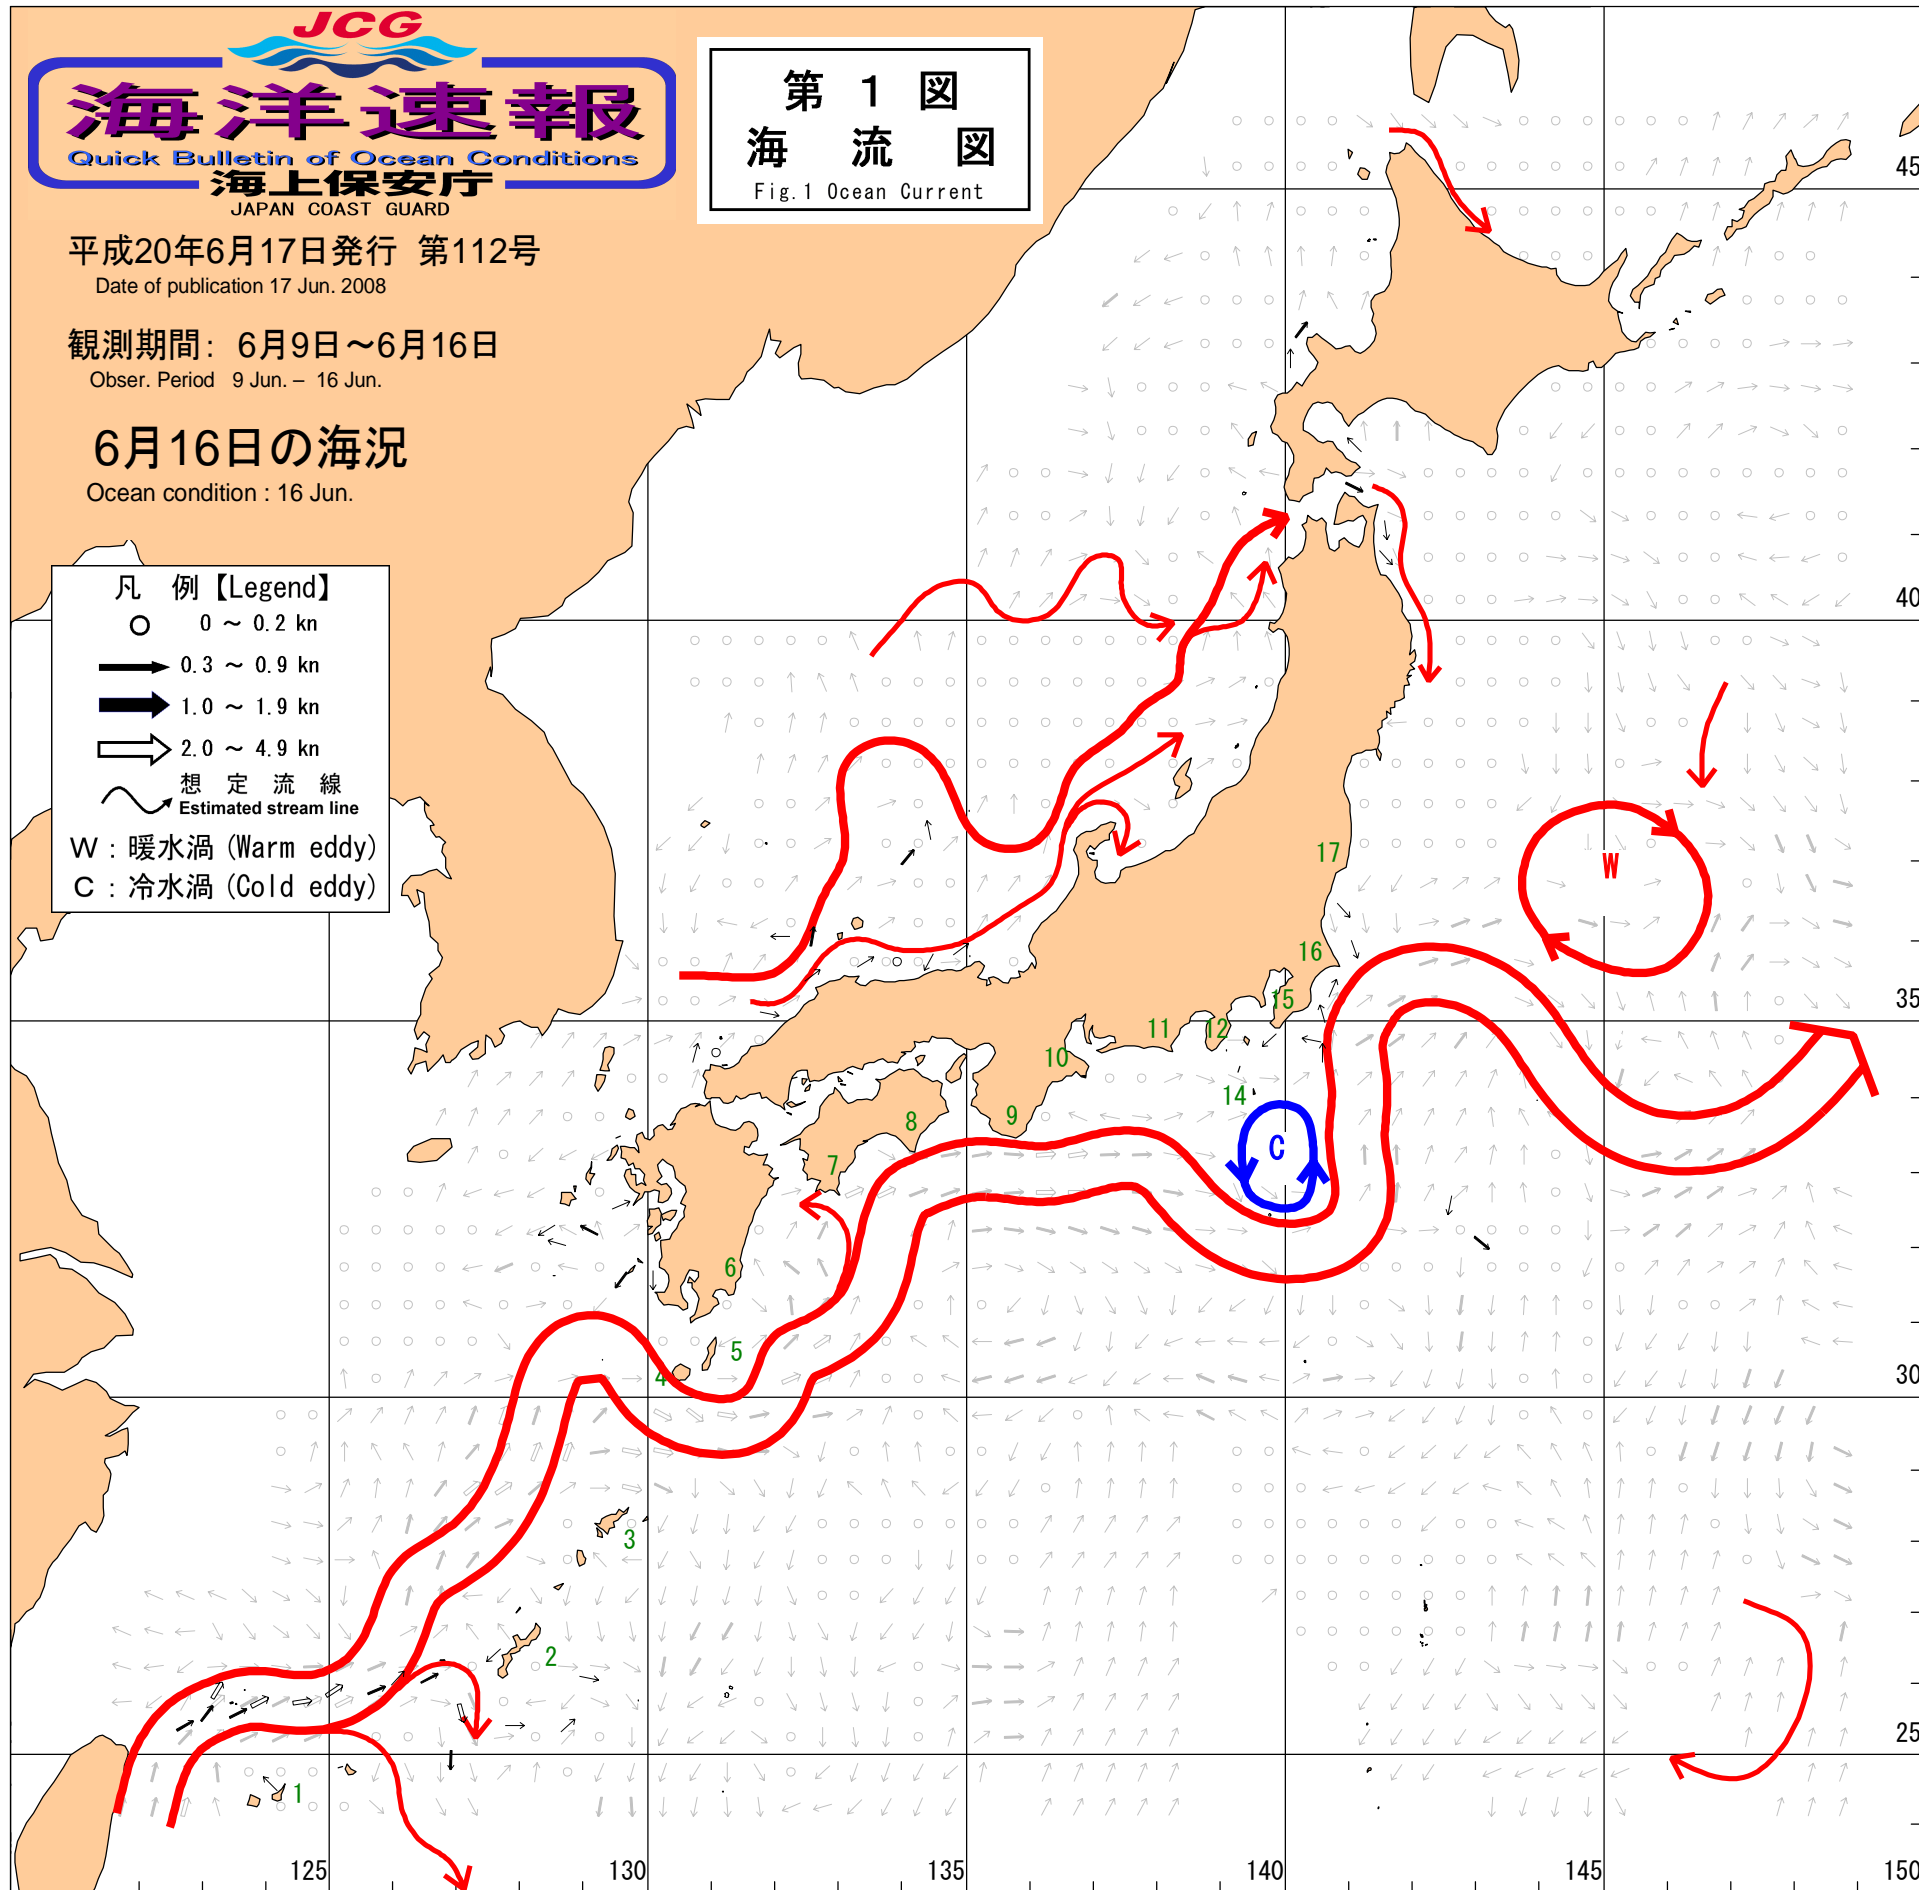 JCG
海洋速報
Quick Bulletin of Ocean Conditions
海上保安庁
JAPAN COAST GUARD
第 1 図
海 流 図
Fig.1 Ocean Current
平成20年6月17日発行 第112号
Date of publication 17 Jun. 2008
観測期間: 6月9日～6月16日
Obser. Period 9 Jun. – 16 Jun.
6月16日の海況
Ocean condition : 16 Jun.
凡 例【Legend】
0 ～ 0.2 kn
0.3 ～ 0.9 kn
1.0 ～ 1.9 kn
2.0 ～ 4.9 kn
想 定 流 線
Estimated stream line
W : 暖水渦 (Warm eddy)
C : 冷水渦 (Cold eddy)
45
40
17
W
16
35
15
11
12
10
14
9
8
C
7
6
5
4
30
3
2
25
1
125
130
135
140
145
150